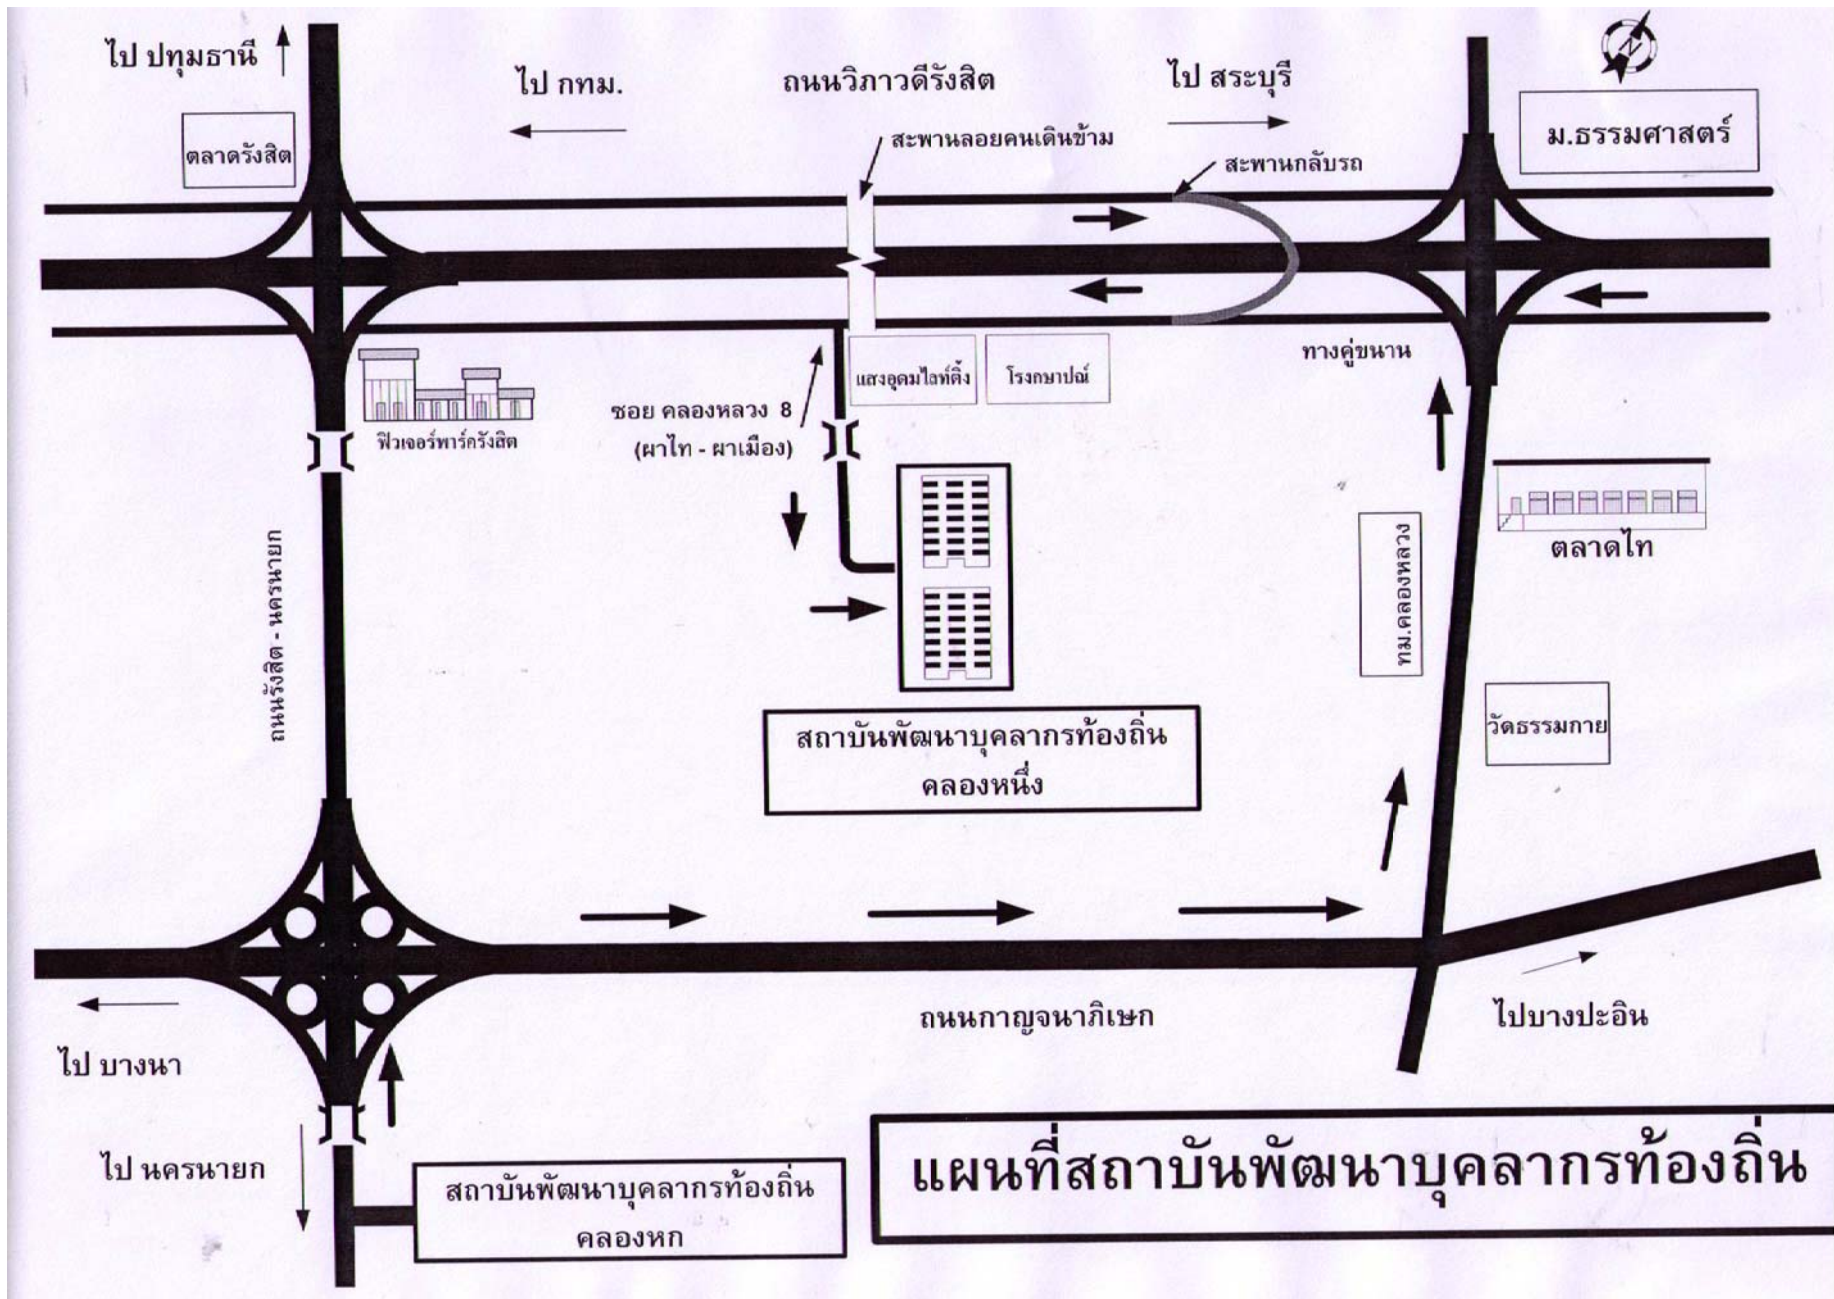 ไป ปทุมธานี
ไป กทม.
ถนนวิภาวดีรังสิต
ไป สระบุรี
N
ตลาดรังสิต
สะพานลอยคนเดินข้าม
สะพานกลับรถ
ม.ธรรมศาสตร์
ทางคู่ขนาน
แสงอุดมไลท์ติ้ง
โรงกษาปณ์
ซอย คลองหลวง 8
(ผาไท - ผาเมือง)
ฟิวเจอร์พาร์ครังสิต
ถนนรังสิต - นครนายก
ทม.คลองหลวง
ตลาดไท
วัดธรรมกาย
สถาบันพัฒนาบุคลากรท้องถิ่น
คลองหนึ่ง
ถนนกาญจนาภิเษก
ไปบางปะอิน
ไป บางนา
ไป นครนายก
สถาบันพัฒนาบุคลากรท้องถิ่น
คลองหก
แผนที่สถาบันพัฒนาบุคลากรท้องถิ่น